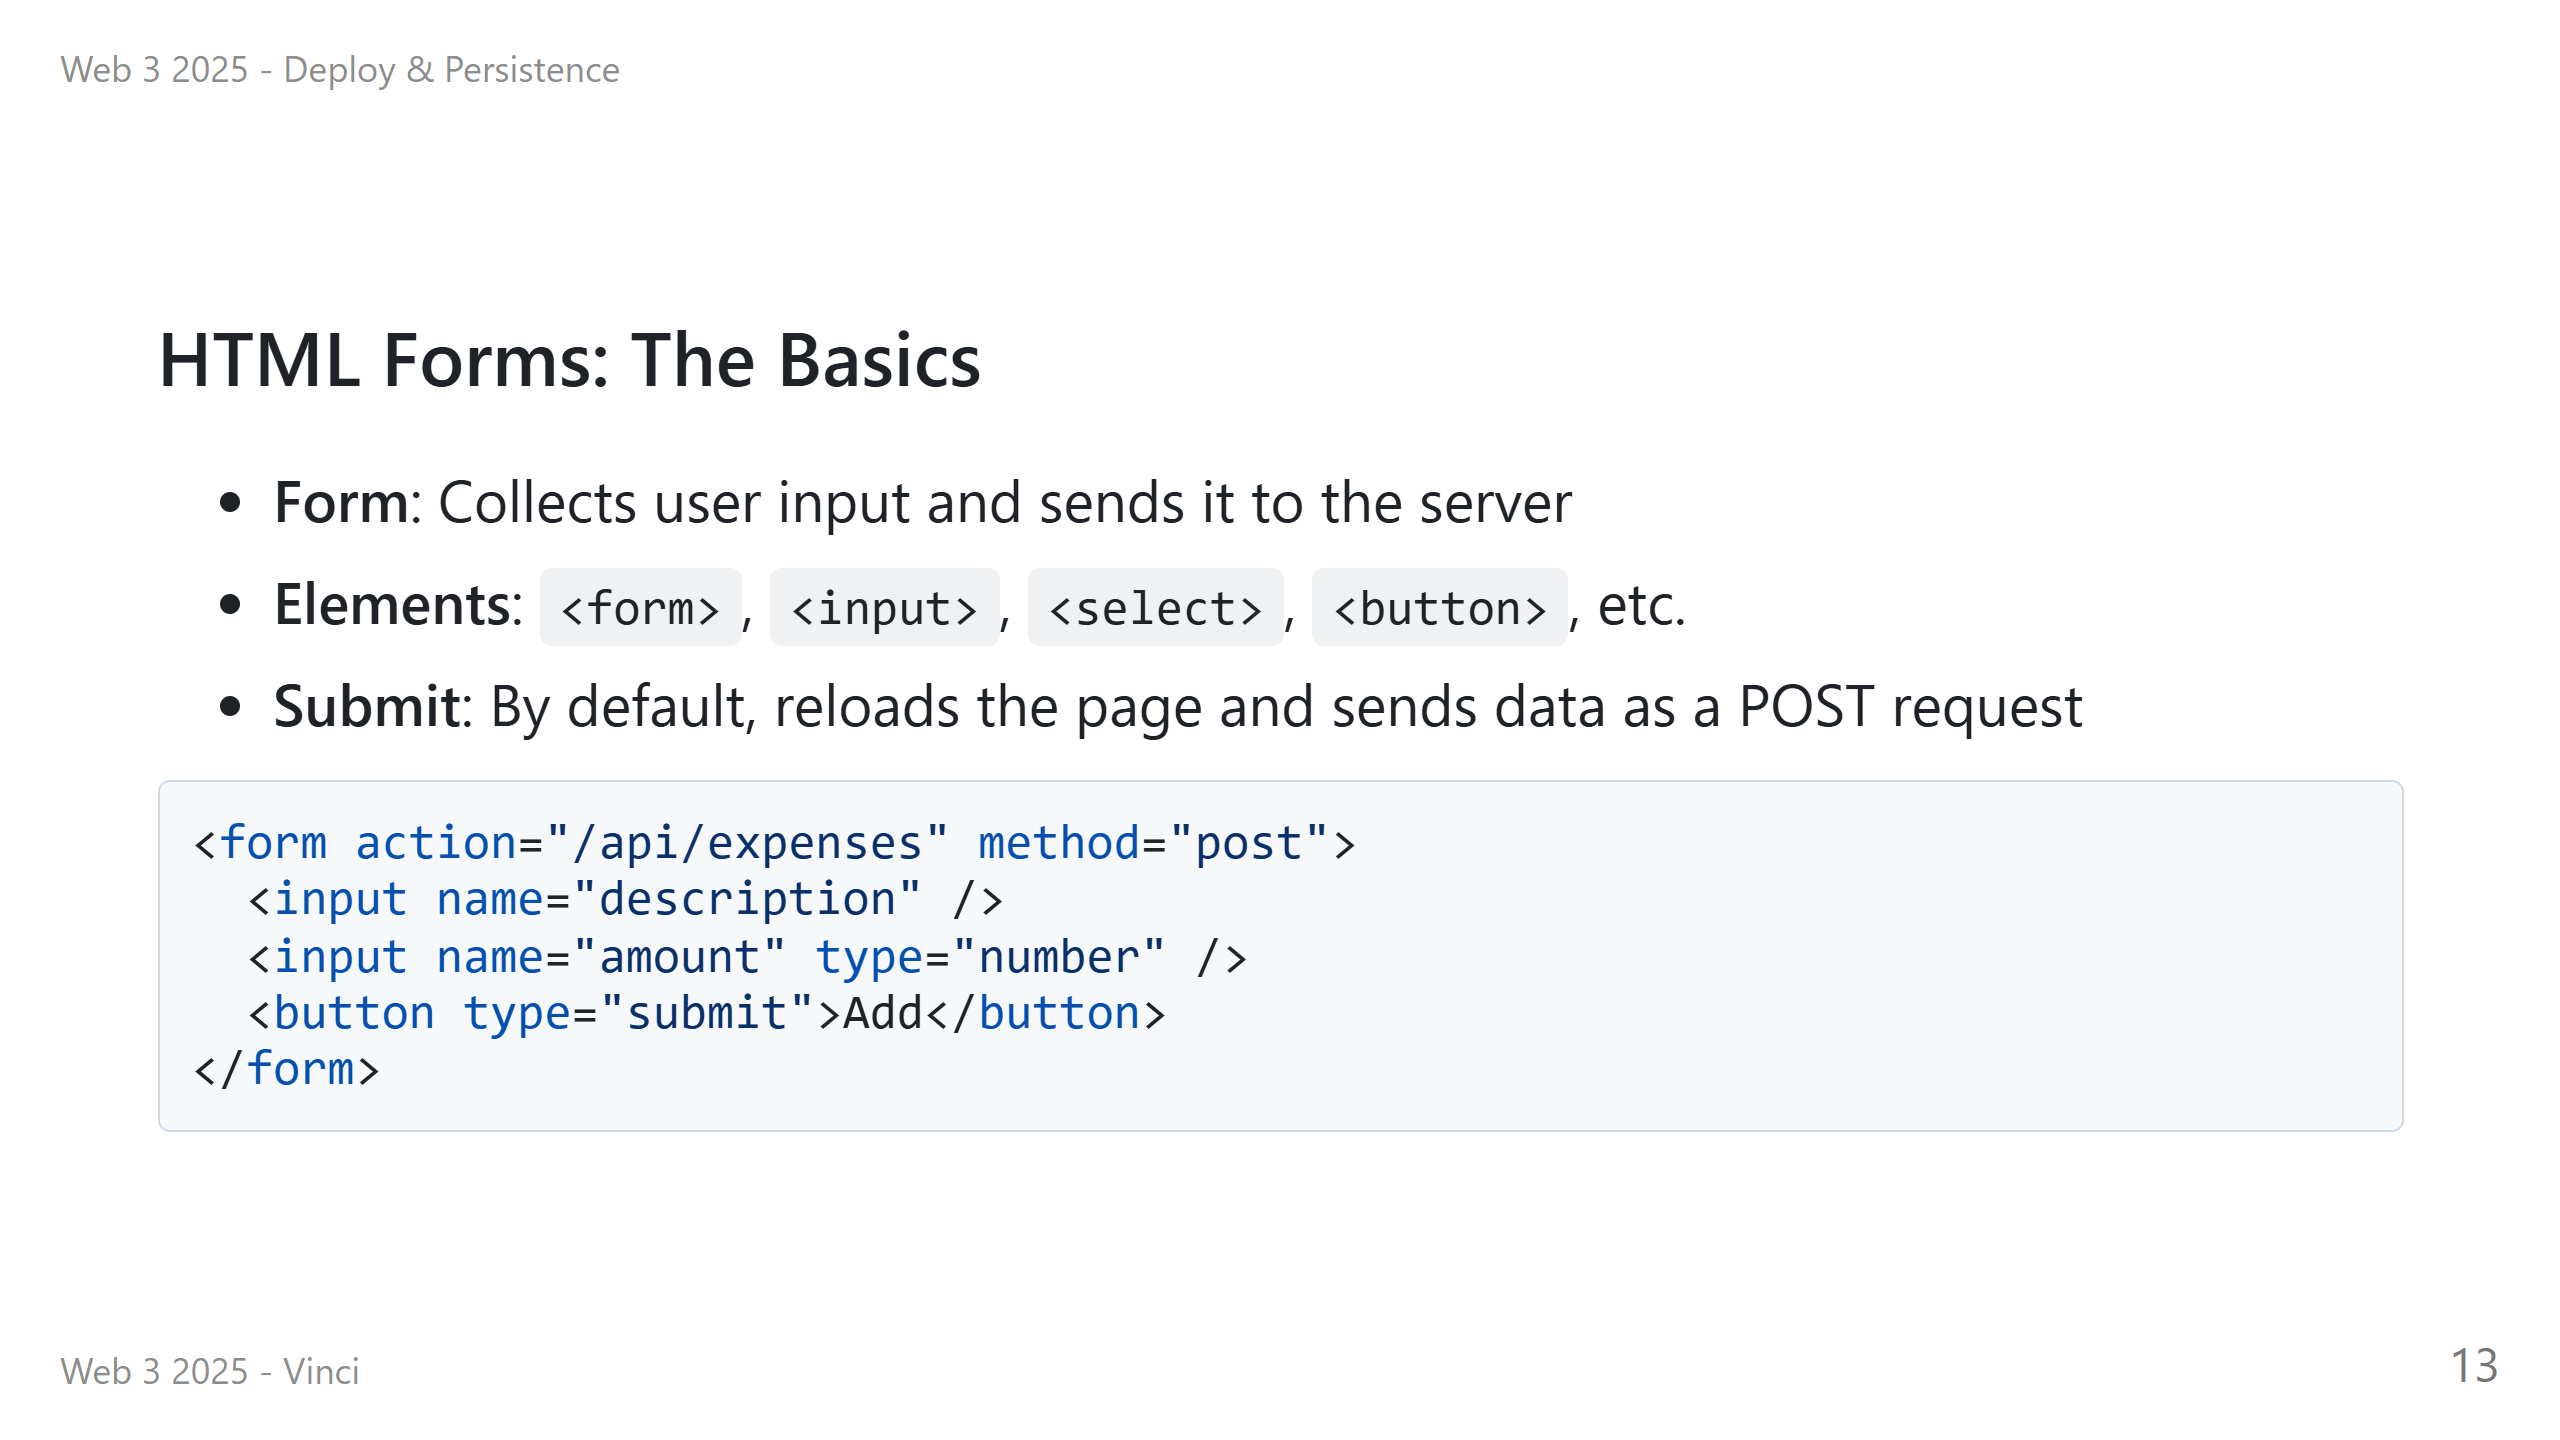 Web 3 2025 - Deploy & Persistence
HTML Forms: The Basics
• Form: Collects user input and sends it to the server
• Elements: <form>, <input>, <select>, <button>, etc.
• Submit: By default, reloads the page and sends data as a POST request
<form action="/api/expenses" method="post">
  <input name="description" />
  <input name="amount" type="number" />
  <button type="submit">Add</button>
</form>
Web 3 2025 - Vinci
13